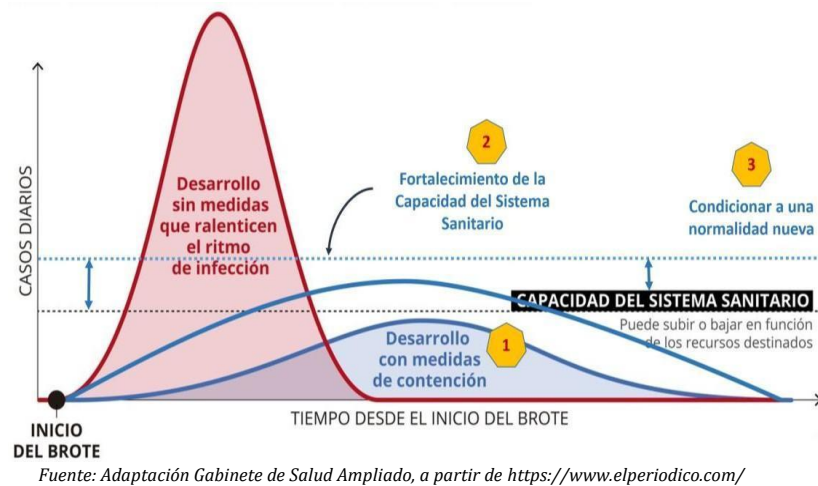 CASOS DIARIOS
Desarrollo
sin medidas
que ralenticen
el ritmo
de infección
2
Fortalecimiento de la
Capacidad del Sistema
Sanitario
3
Condicionar a una
normalidad nueva
CAPACIDAD DEL SISTEMA SANITARIO
Puede subir o bajar en función
de los recursos destinados
Desarrollo
con medidas
de contención
1
TIEMPO DESDE EL INICIO DEL BROTE
INICIO
DEL BROTE
Fuente: Adaptación Gabinete de Salud Ampliado, a partir de https://www.elperiodico.com/